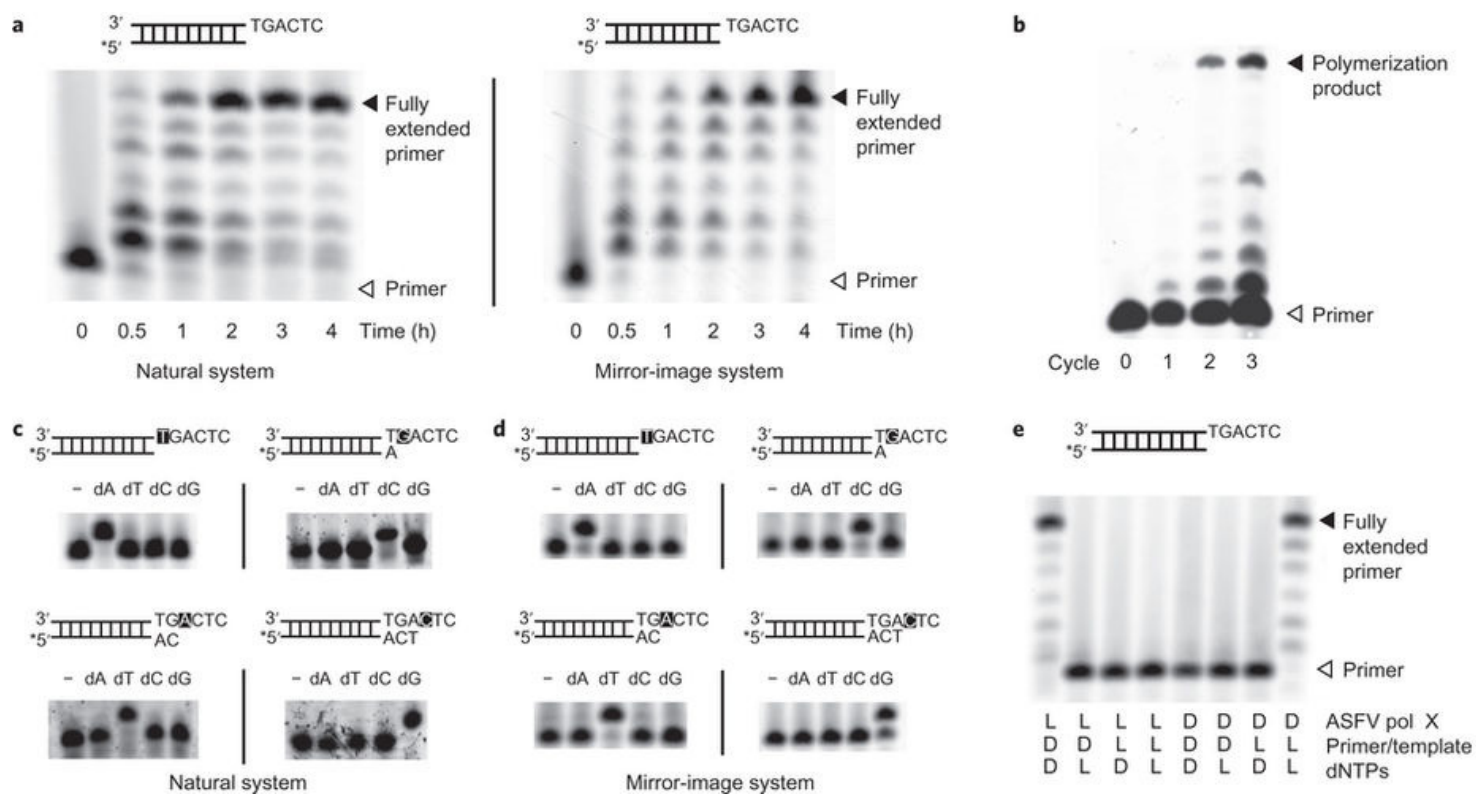 a
3′ TGACTC
*5′
Fully
extended
primer
Primer
0 0.5 1 2 3 4 Time (h)
Natural system
3′ TGACTC
*5′
Fully
extended
primer
Primer
0 0.5 1 2 3 4 Time (h)
Mirror-image system
b
Polymerization
product
Primer
Cycle 0 1 2 3
c
3′ TGACTC
*5′
– dA dT dC dG
3′ TGACTC
*5′ A
– dA dT dC dG
3′ TGACTC
*5′ AC
– dA dT dC dG
3′ TGACTC
*5′ ACT
– dA dT dC dG
Natural system
d
3′ TGACTC
*5′
– dA dT dC dG
3′ TGACTC
*5′ A
– dA dT dC dG
3′ TGACTC
*5′ AC
– dA dT dC dG
3′ TGACTC
*5′ ACT
– dA dT dC dG
Mirror-image system
e
3′ TGACTC
*5′
Fully
extended
primer
Primer
L L L L D D D D ASFV pol X
D D L L D D L L Primer/template
D L D L D L D L dNTPs